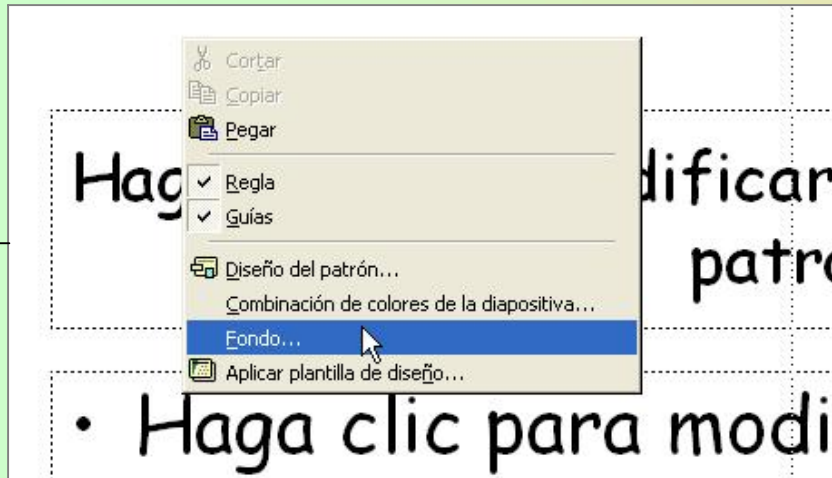 Cortar
Copiar
Pegar
Regla
Guías
Diseño del patrón...
Combinación de colores de la diapositiva...
Fondo...
Aplicar plantilla de diseño...
Hag dificar
patro
• Haga clic para modi